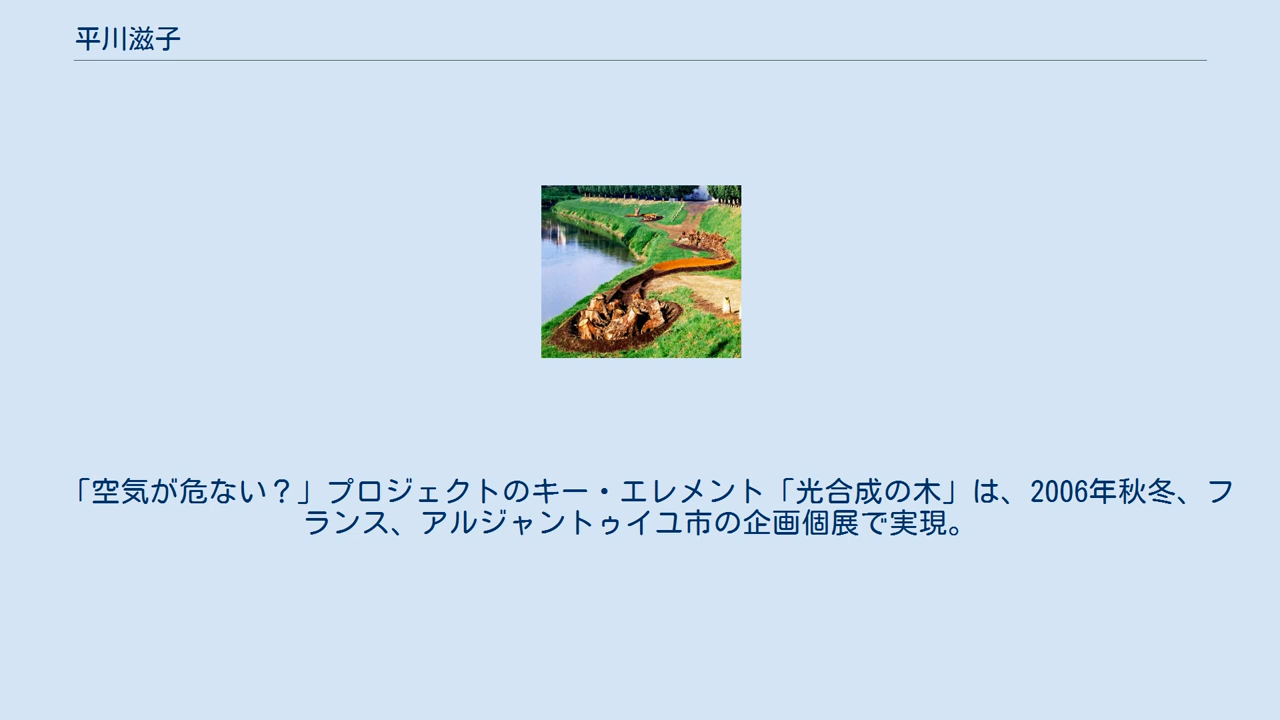 平川滋子
「空気が危ない？」プロジェクトのキー・エレメント「光合成の木」は、2006年秋冬、フ
ランス、アルジャントゥイユ市の企画個展で実現。